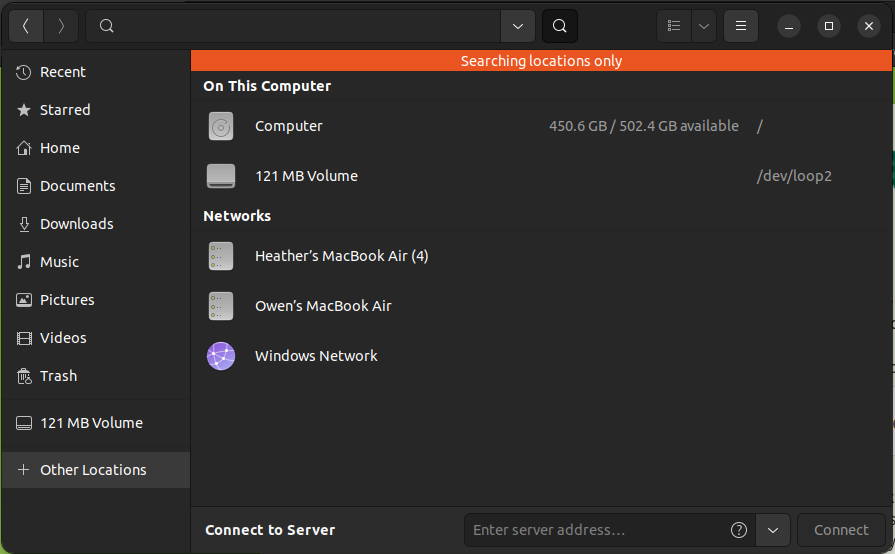 Searching locations only
Recent
Starred
Home
Documents
Downloads
Music
Pictures
Videos
Trash
121 MB Volume
Other Locations
On This Computer
Computer 450.6 GB / 502.4 GB available /
121 MB Volume /dev/loop2
Networks
Heather’s MacBook Air (4)
Owen’s MacBook Air
Windows Network
Connect to Server Enter server address... Connect